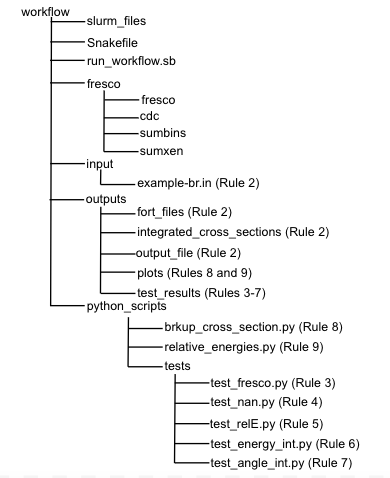 workflow
slurm_files
Snakefile
run_workflow.sb
fresco
fresco
cdc
sumbins
sumxen
input
example-br.in (Rule 2)
outputs
fort_files (Rule 2)
integrated_cross_sections (Rule 2)
output_file (Rule 2)
plots (Rules 8 and 9)
test_results (Rules 3-7)
python_scripts
brkup_cross_section.py (Rule 8)
relative_energies.py (Rule 9)
tests
test_fresco.py (Rule 3)
test_nan.py (Rule 4)
test_relE.py (Rule 5)
test_energy_int.py (Rule 6)
test_angle_int.py (Rule 7)